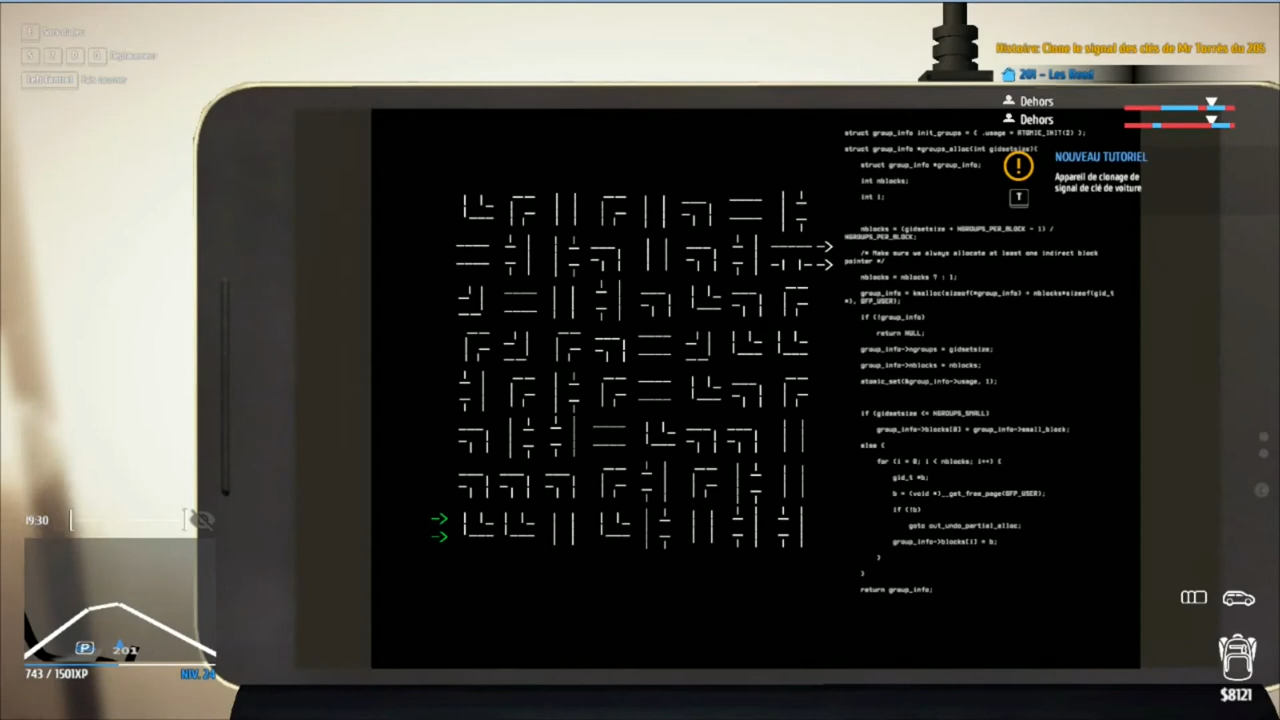 E
S Z D Q Déplacement
Left Control
Histoire: Clone le signal des clés de Mr Torrès du 205
201 - Les Rood
Dehors
Dehors
NOUVEAU TUTORIEL
Appareil de clonage de
signal de clé de voiture
T
struct group_info init_groups = { .usage = ATOMIC_INIT(2) };
struct group_info *groups_alloc(int gidsetsize){
struct group_info *group_info;
int nblocks;
int i;
nblocks = (gidsetsize + NGROUPS_PER_BLOCK - 1) /
NGROUPS_PER_BLOCK;
/* Make sure we always allocate at least one indirect block
pointer */
nblocks = nblocks ? : 1;
group_info = kmalloc(sizeof(*group_info) + nblocks*sizeof(gid_t
*), GFP_USER);
if (!group_info)
return NULL;
group_info->ngroups = gidsetsize;
group_info->nblocks = nblocks;
atomic_set(&group_info->usage, 1);
if (gidsetsize <= NGROUPS_SMALL)
group_info->blocks[0] = group_info->small_block;
else {
for (i = 0; i < nblocks; i++) {
gid_t *b;
b = (void *)__get_free_page(GFP_USER);
if (!b)
goto out_undo_partial_alloc;
group_info->blocks[i] = b;
}
}
return group_info;
19:30
P
201
743 / 1501XP
NIV. 24
$8121